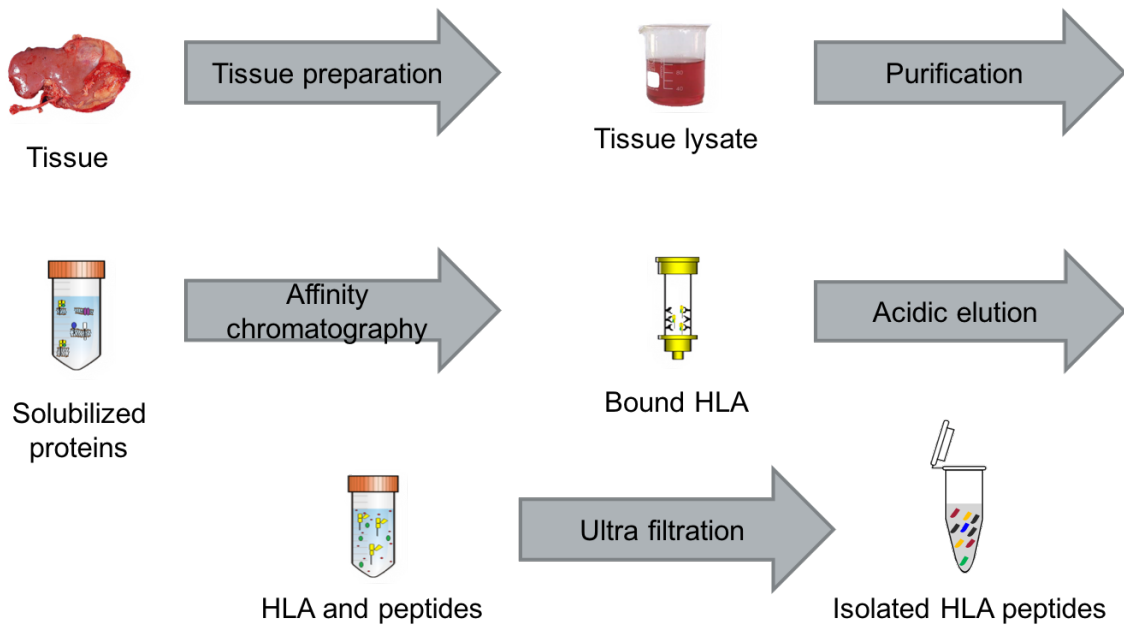 Tissue preparation
Purification
Tissue
Tissue lysate
Affinity
chromatography
Acidic elution
Solubilized
proteins
Bound HLA
Ultra filtration
HLA and peptides
Isolated HLA peptides